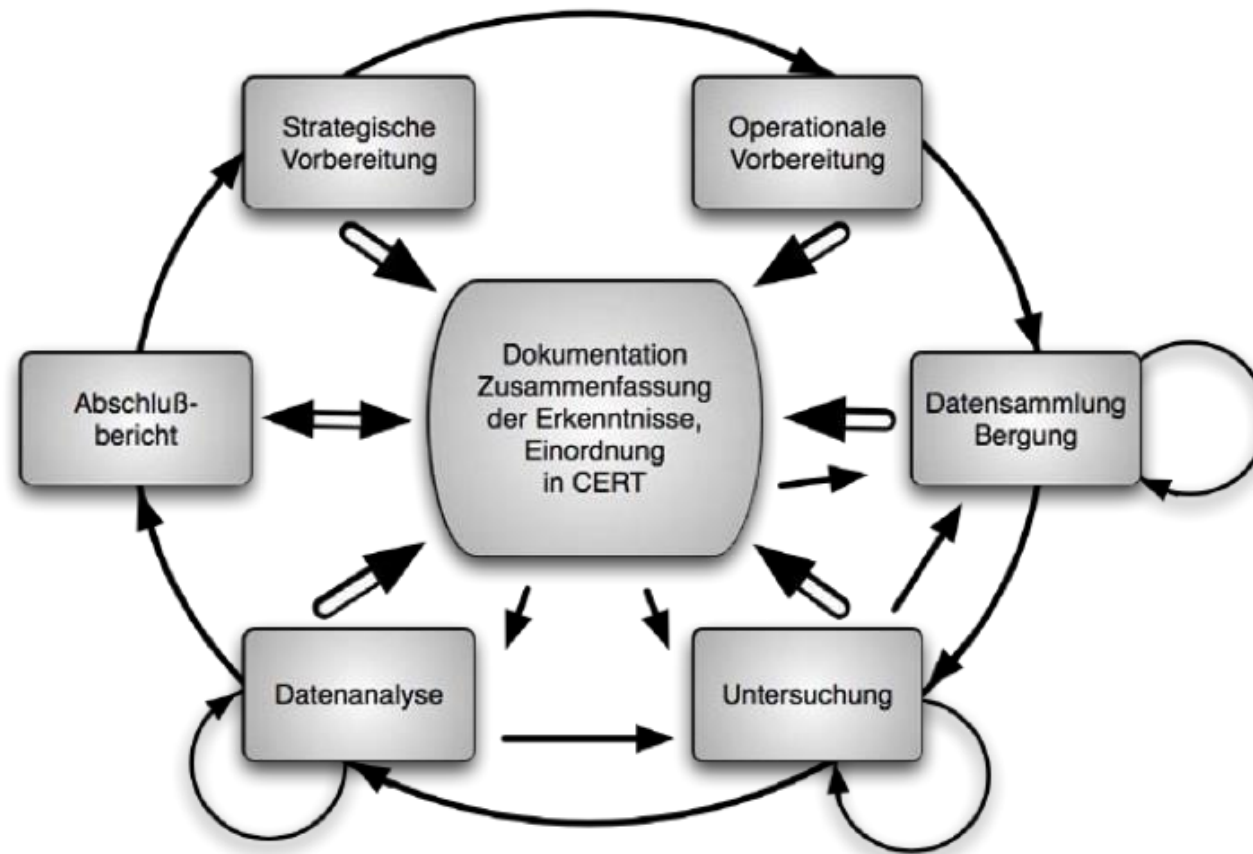 Strategische
Vorbereitung
Operationale
Vorbereitung
Dokumentation
Zusammenfassung
der Erkenntnisse,
Einordnung
in CERT
Abschluß-
bericht
Datensammlung
Bergung
Datenanalyse
Untersuchung